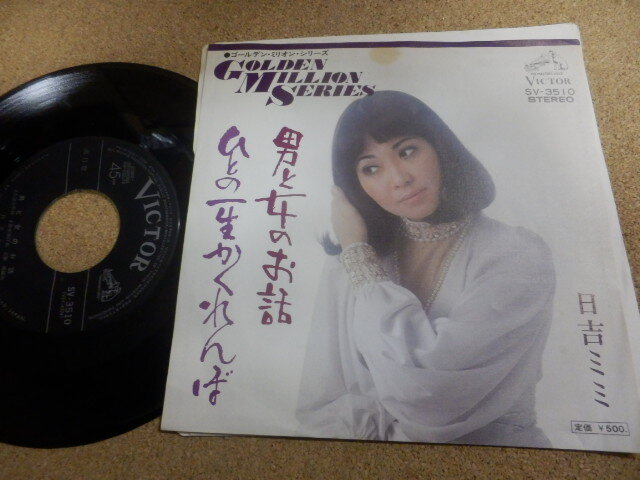 ●ゴールデン・ミリオン・シリーズ
GOLDEN
MILLION
SERIES
VICTOR
SV-3510
STEREO
男と女のお話
ひとの一生かくれんぼ
日吉ミミ
定価 ¥500.
VICTOR
45
SV-3510